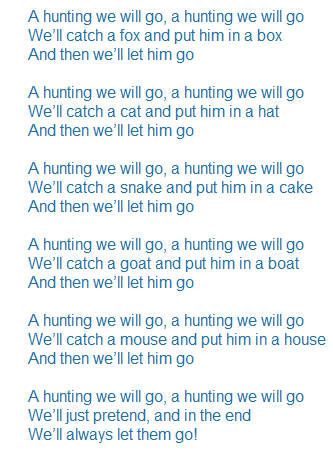 A hunting we will go, a hunting we will go
We’ll catch a fox and put him in a box
And then we’ll let him go

A hunting we will go, a hunting we will go
We’ll catch a cat and put him in a hat
And then we’ll let him go

A hunting we will go, a hunting we will go
We’ll catch a snake and put him in a cake
And then we’ll let him go

A hunting we will go, a hunting we will go
We’ll catch a goat and put him in a boat
And then we’ll let him go

A hunting we will go, a hunting we will go
We’ll catch a mouse and put him in a house
And then we’ll let him go

A hunting we will go, a hunting we will go
We’ll just pretend, and in the end
We’ll always let them go!